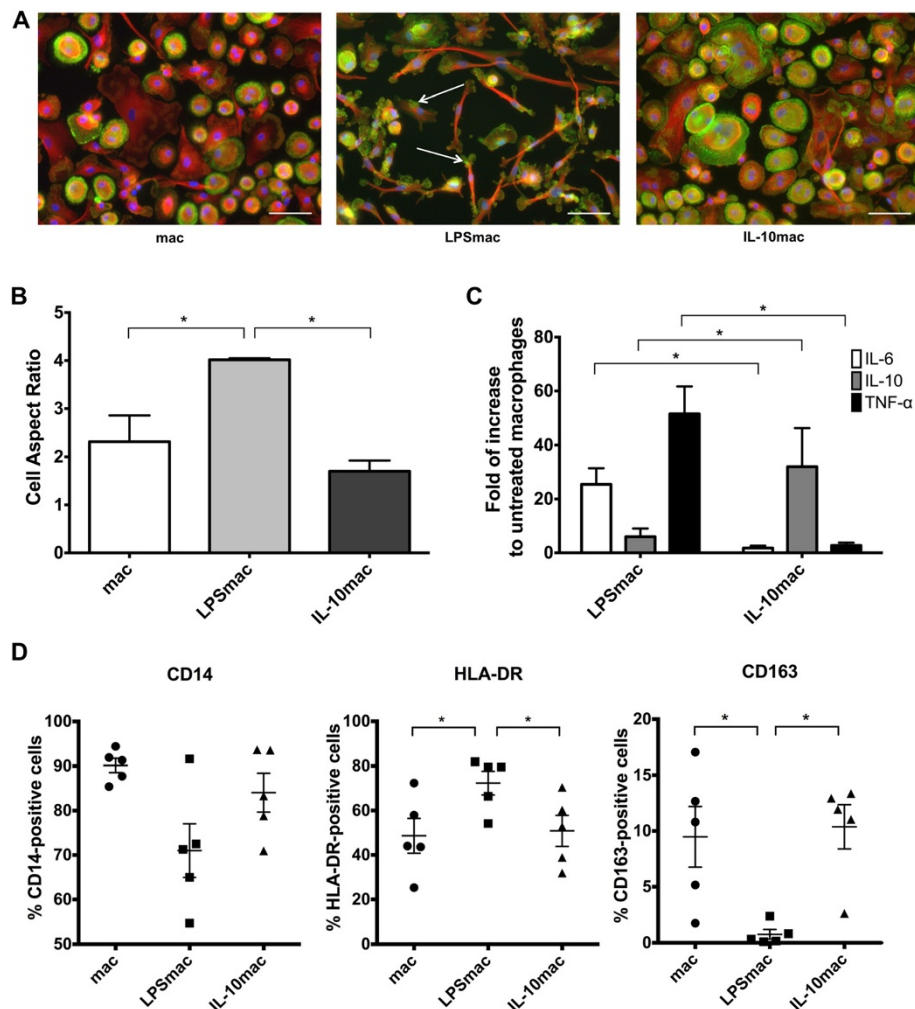 A
mac
LPSmac
IL-10mac
B
Cell Aspect Ratio
5
4
3
2
1
0
*
*
mac
LPSmac
IL-10mac
C
Fold of increase
to untreated macrophages
80
60
40
20
0
*
*
*
IL-6
IL-10
TNF-α
LPSmac
IL-10mac
D
CD14
% CD14-positive cells
100
90
80
70
60
50
mac
LPSmac
IL-10mac
HLA-DR
% HLA-DR-positive cells
100
80
60
40
20
0
*
*
mac
LPSmac
IL-10mac
CD163
% CD163-positive cells
20
15
10
5
0
*
*
mac
LPSmac
IL-10mac